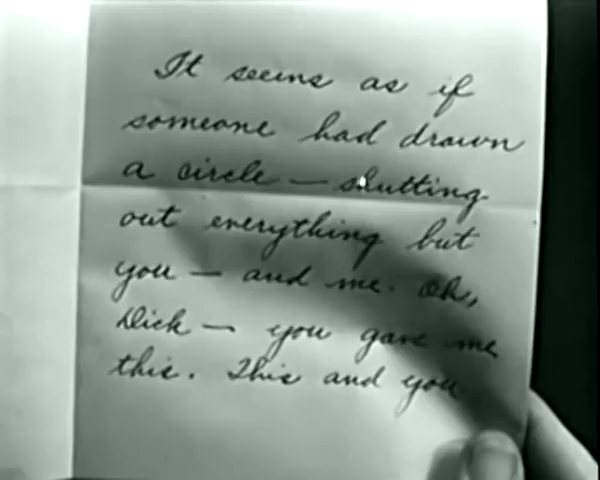 It seems as if
someone had drawn
a circle — shutting
out everything but
you — and me. Oh,
Dick — you gave me
this. This and you